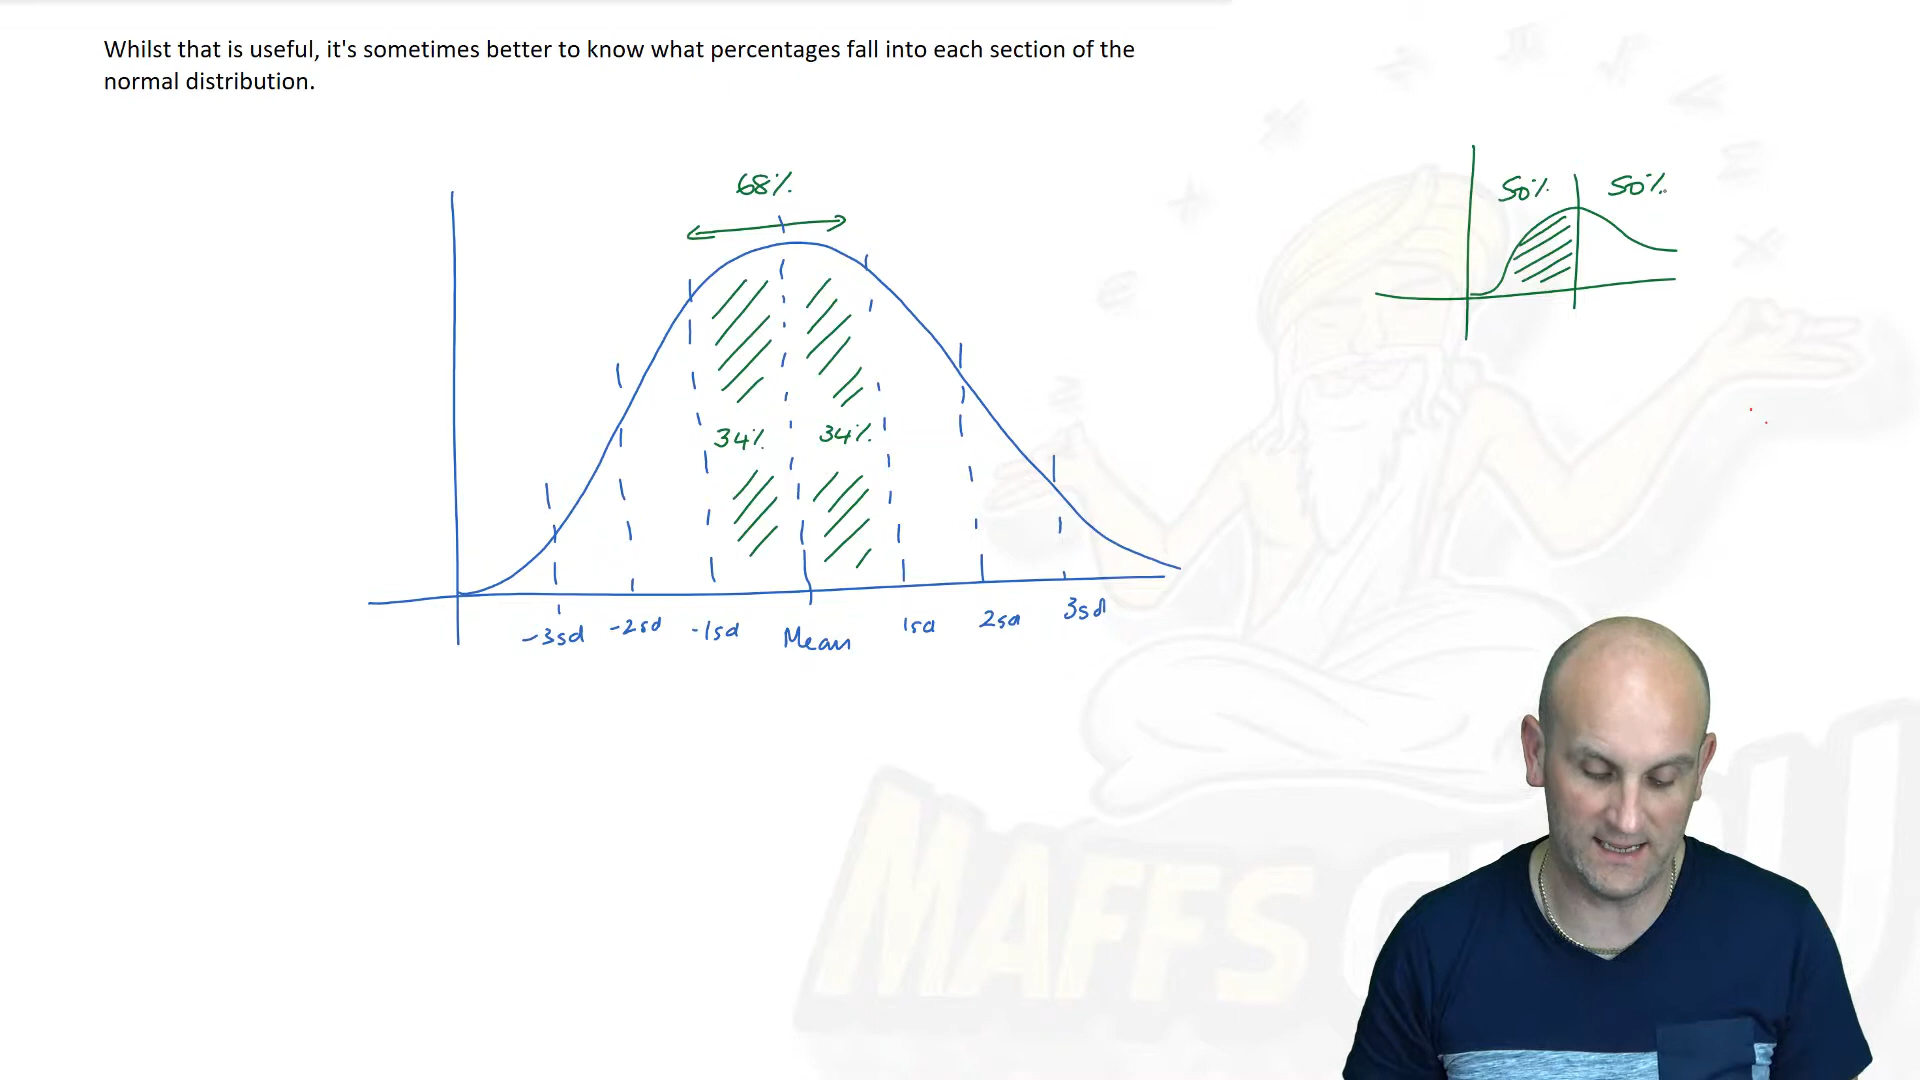 Whilst that is useful, it's sometimes better to know what percentages fall into each section of the
normal distribution.
68%
50% 50%
34% 34%
-3sd -2sd -1sd Mean 1sd 2sd 3sd
MAFFS